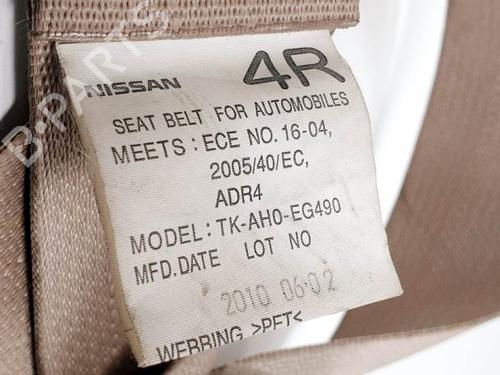 B-PARTS
4R
NISSAN
SEAT BELT FOR AUTOMOBILES
MEETS : ECE NO. 16-04,
2005/40/EC,
ADR4
MODEL: TK-AH0-EG490
MFD.DATE LOT NO
2010 06.02
WEBBING >PET<